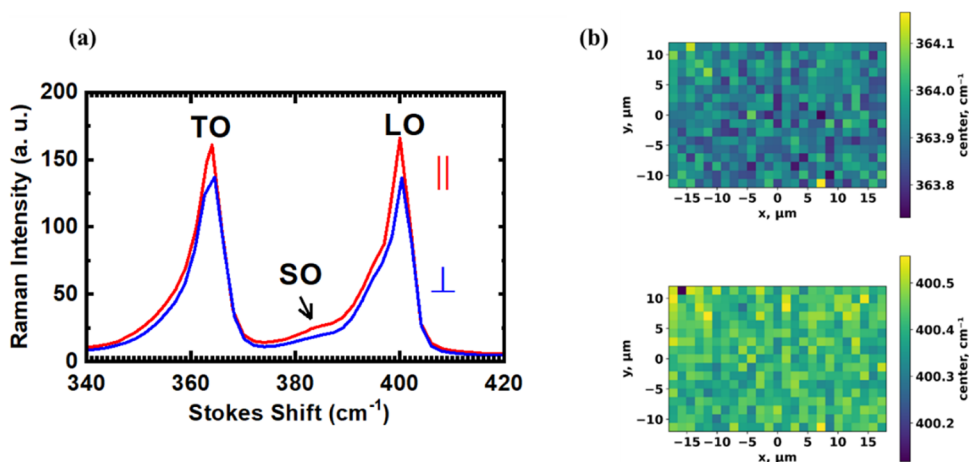 (a)
(b)
200
150
100
50
0
Raman Intensity (a. u.)
TO
LO
||
SO
⊥
340
360
380
400
420
Stokes Shift (cm⁻¹)
10
5
0
−5
−10
y, μm
−15 −10 −5 0 5 10 15
x, μm
364.1
364.0
363.9
363.8
center, cm⁻¹
10
5
0
−5
−10
y, μm
−15 −10 −5 0 5 10 15
x, μm
400.5
400.4
400.3
400.2
center, cm⁻¹